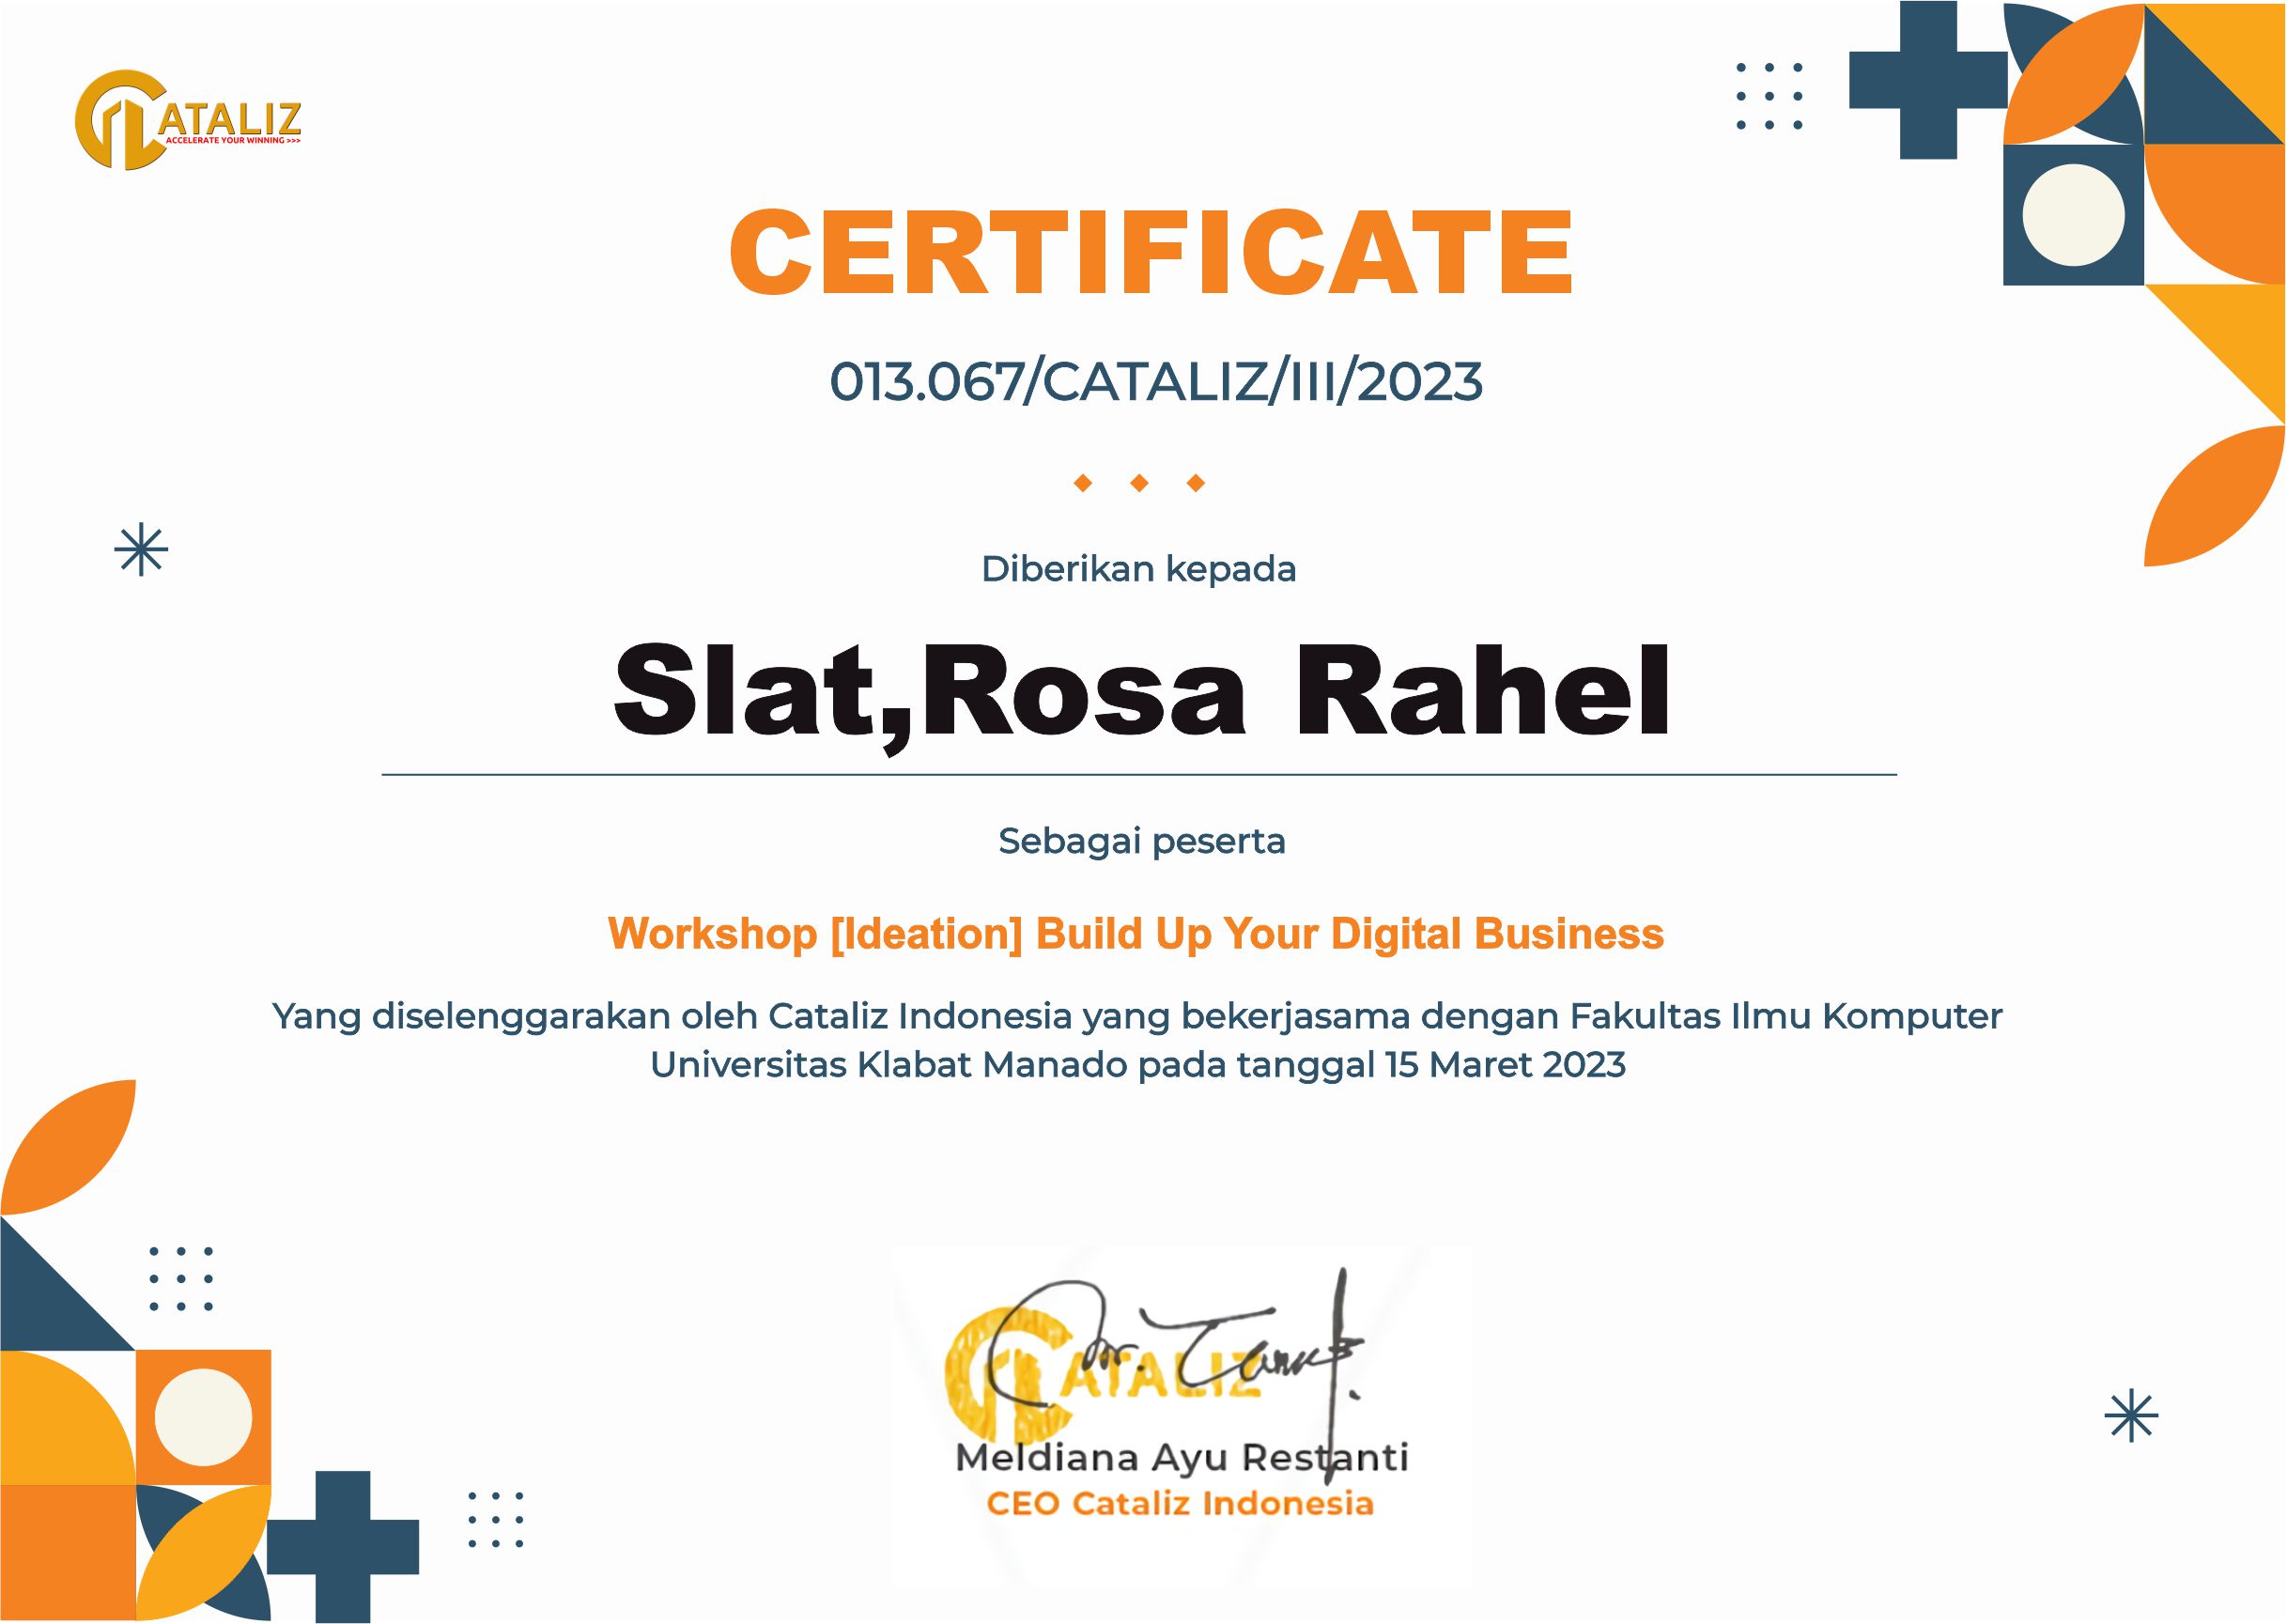 CATALIZ
ACCELERATE YOUR WINNING >>>
CERTIFICATE
013.067/CATALIZ/III/2023
Diberikan kepada
Slat,Rosa Rahel
Sebagai peserta
Workshop [Ideation] Build Up Your Digital Business
Yang diselenggarakan oleh Cataliz Indonesia yang bekerjasama dengan Fakultas Ilmu Komputer
Universitas Klabat Manado pada tanggal 15 Maret 2023
CATALIZ
Meldiana Ayu Restanti
CEO Cataliz Indonesia